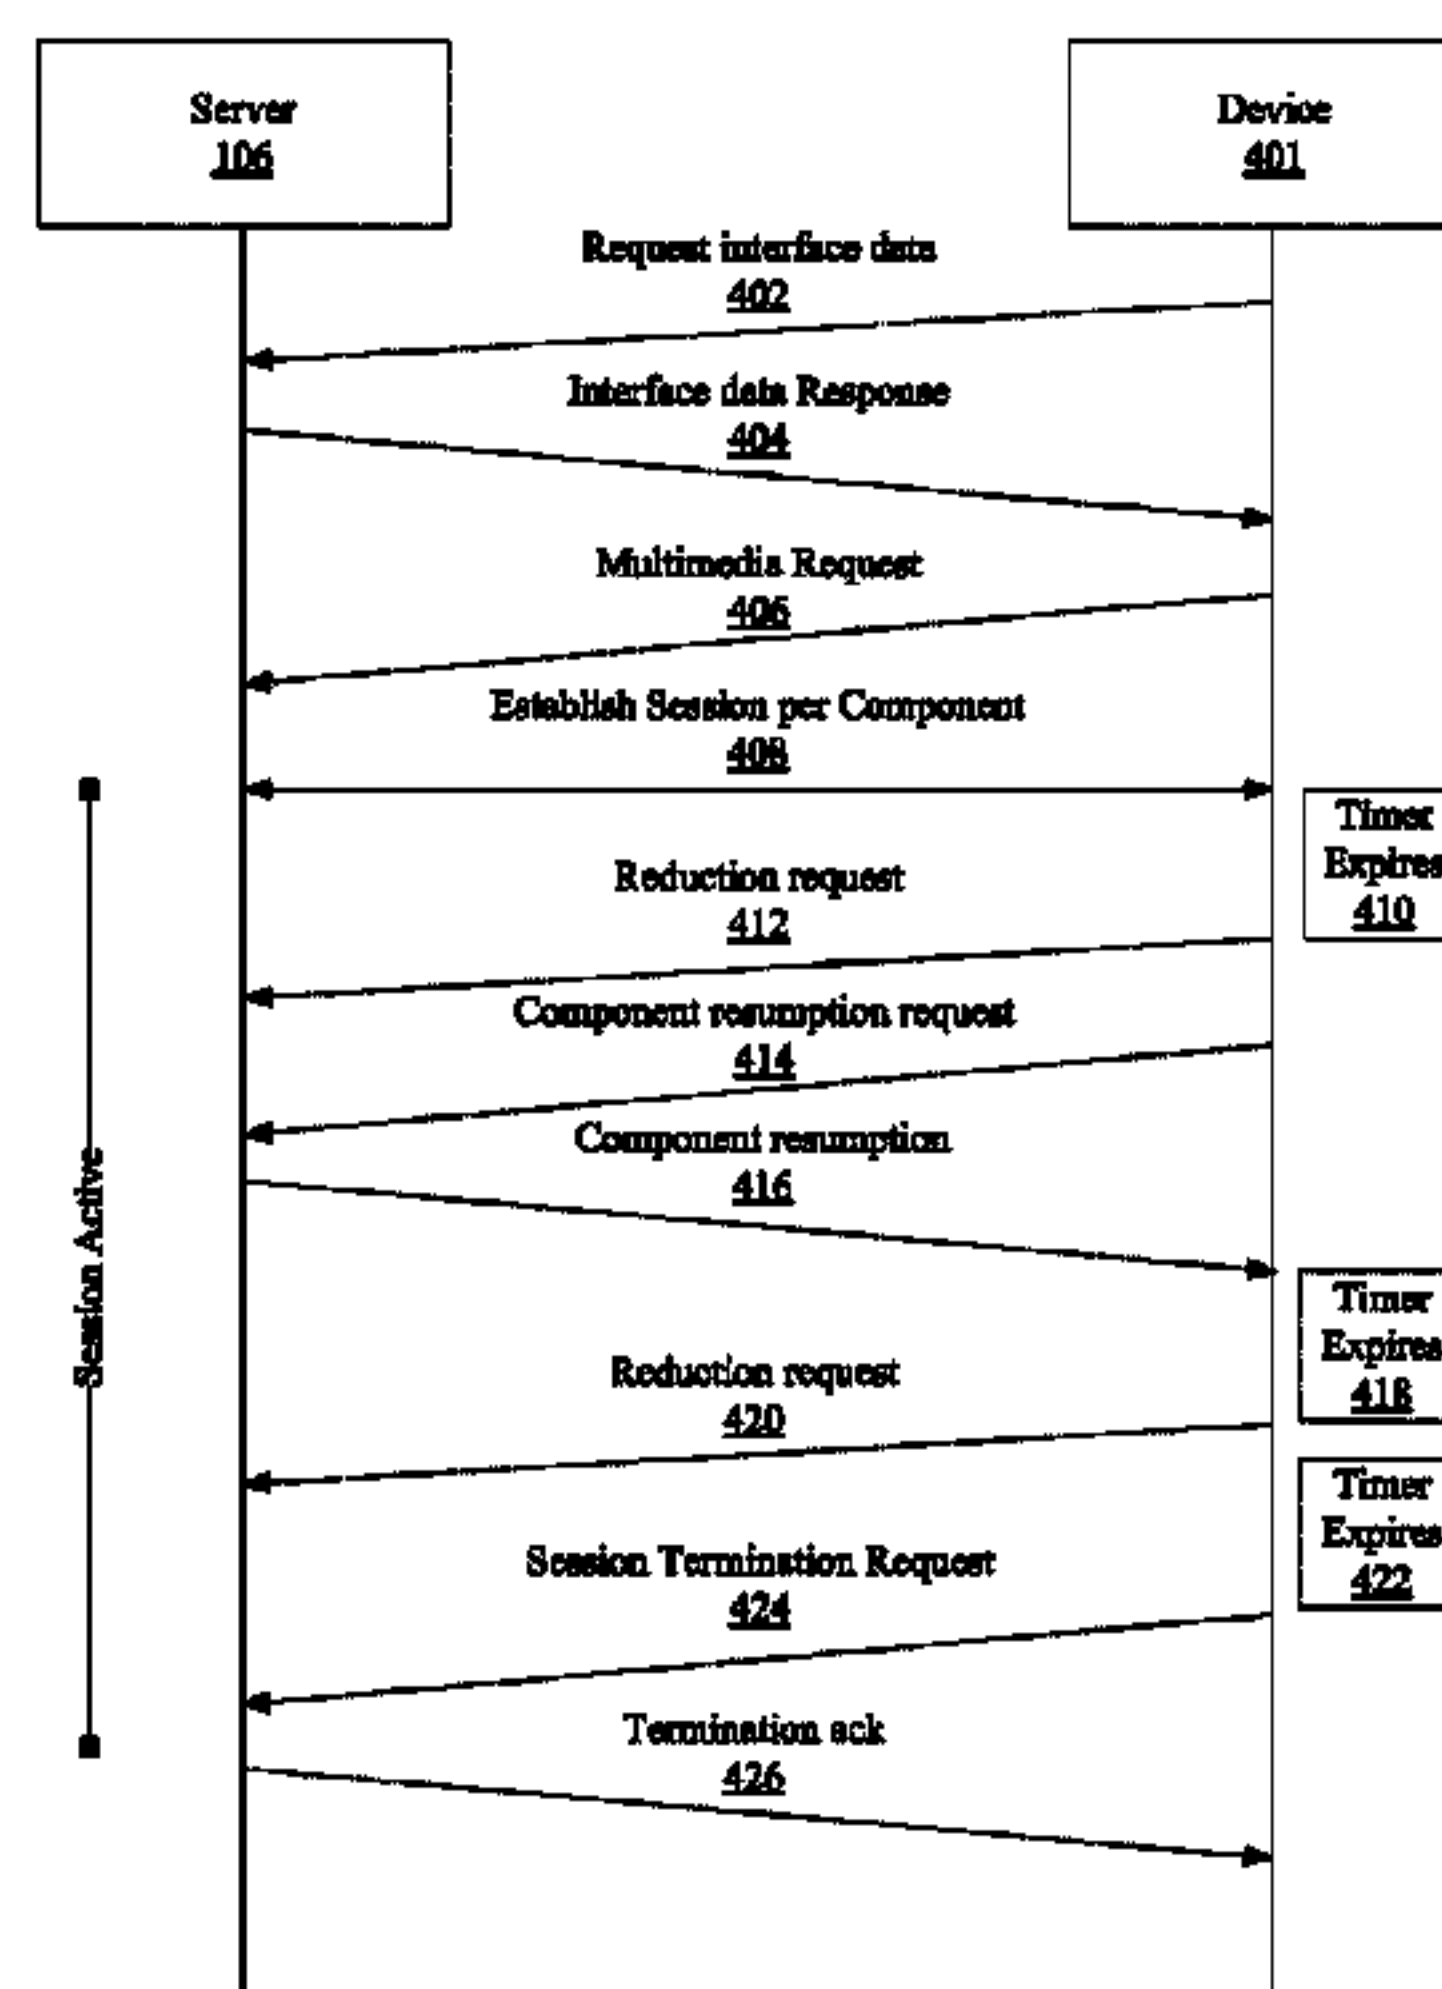 Server
106
Device
401
Request interface data
402
Interface data Response
404
Multimedia Request
406
Establish Session per Component
408
Timer
Expires
410
Reduction request
412
Component resumption request
414
Component resumption
416
Session Active
Timer
Expires
418
Reduction request
420
Timer
Expires
422
Session Termination Request
424
Termination ack
426